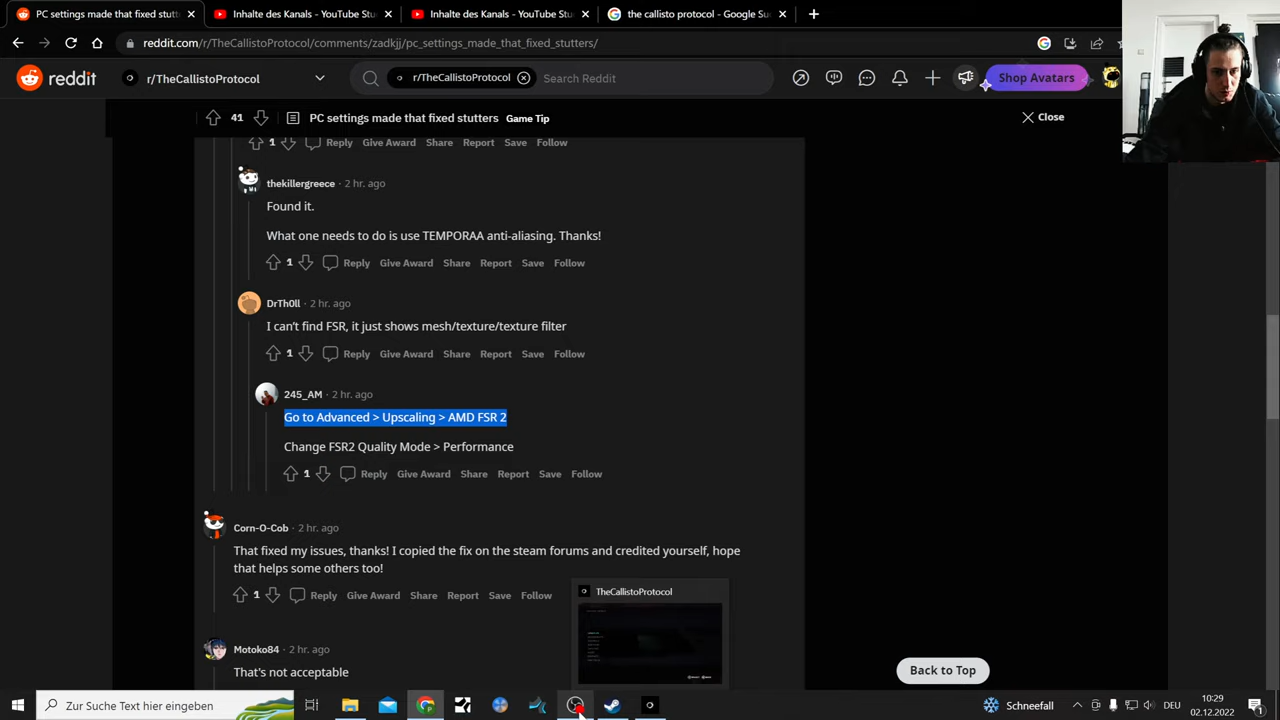 PC settings made that fixed stutt
Inhalte des Kanals - YouTube Stu
Inhalte des Kanals - YouTube Stu
the callisto protocol - Google Su
reddit.com/r/TheCallistoProtocol/comments/zadkjj/pc_settings_made_that_fixed_stutters/
reddit
r/TheCallistoProtocol
r/TheCallistoProtocol
Search Reddit
Shop Avatars
41
PC settings made that fixed stutters
Game Tip
Close
1 Reply Give Award Share Report Save Follow
thekillergreece · 2 hr. ago
Found it.
What one needs to do is use TEMPORAA anti-aliasing. Thanks!
1 Reply Give Award Share Report Save Follow
DrTh0ll · 2 hr. ago
I can't find FSR, it just shows mesh/texture/texture filter
1 Reply Give Award Share Report Save Follow
245_AM · 2 hr. ago
Go to Advanced > Upscaling > AMD FSR 2
Change FSR2 Quality Mode > Performance
1 Reply Give Award Share Report Save Follow
Corn-O-Cob · 2 hr. ago
That fixed my issues, thanks! I copied the fix on the steam forums and credited yourself, hope
that helps some others too!
1 Reply Give Award Share Report Save Follow
TheCallistoProtocol
Motoko84 · 2 hr. ago
That's not acceptable
Back to Top
Zur Suche Text hier eingeben
Schneefall
DEU
10:29
02.12.2022
1